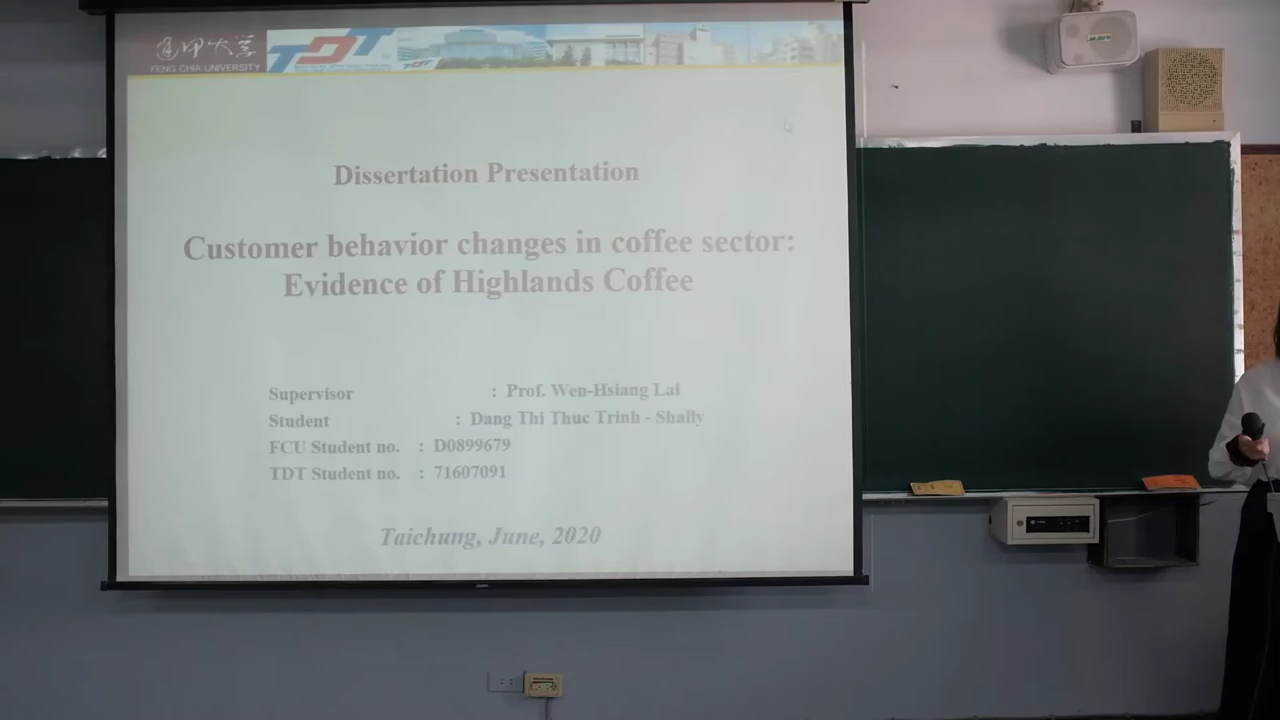 逢甲大學
FENG CHIA UNIVERSITY
TDT
TDT
Dissertation Presentation
Customer behavior changes in coffee sector:
Evidence of Highlands Coffee
Supervisor : Prof. Wen-Hsiang Lai
Student : Dang Thi Thuc Trinh - Shally
FCU Student no. : D0899679
TDT Student no. : 71607091
Taichung, June, 2020